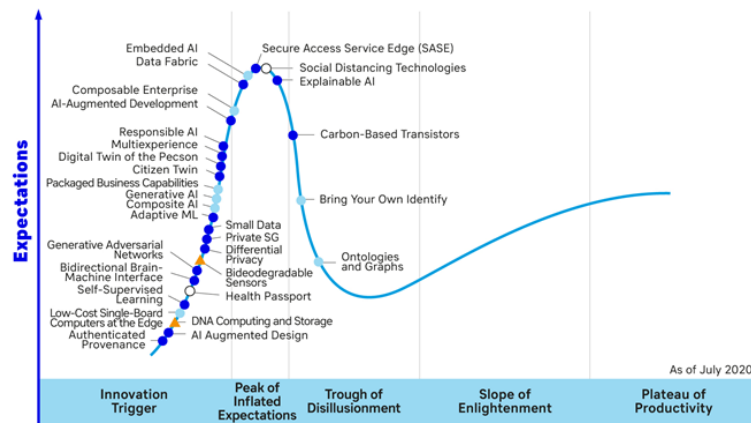 Expectations
Embedded AI
Data Fabric
Composable Enterprise
AI-Augmented Development
Responsible AI
Multiexperience
Digital Twin of the Pecson
Citizen Twin
Packaged Business Capabilities
Generative AI
Composite AI
Adaptive ML
Generative Adversarial
Networks
Bidirectional Brain-
Machine Interface
Self-Supervised
Learning
Low-Cost Single-Board
Computers at the Edge
Authenticated
Provenance
Secure Access Service Edge (SASE)
Social Distancing Technologies
Explainable AI
Carbon-Based Transistors
Bring Your Own Identify
Ontologies
and Graphs
Small Data
Private SG
Differential
Privacy
Bideodegradable
Sensors
Health Passport
DNA Computing and Storage
AI Augmented Design
As of July 2020
Innovation
Trigger
Peak of
Inflated
Expectations
Trough of
Disillusionment
Slope of
Enlightenment
Plateau of
Productivity